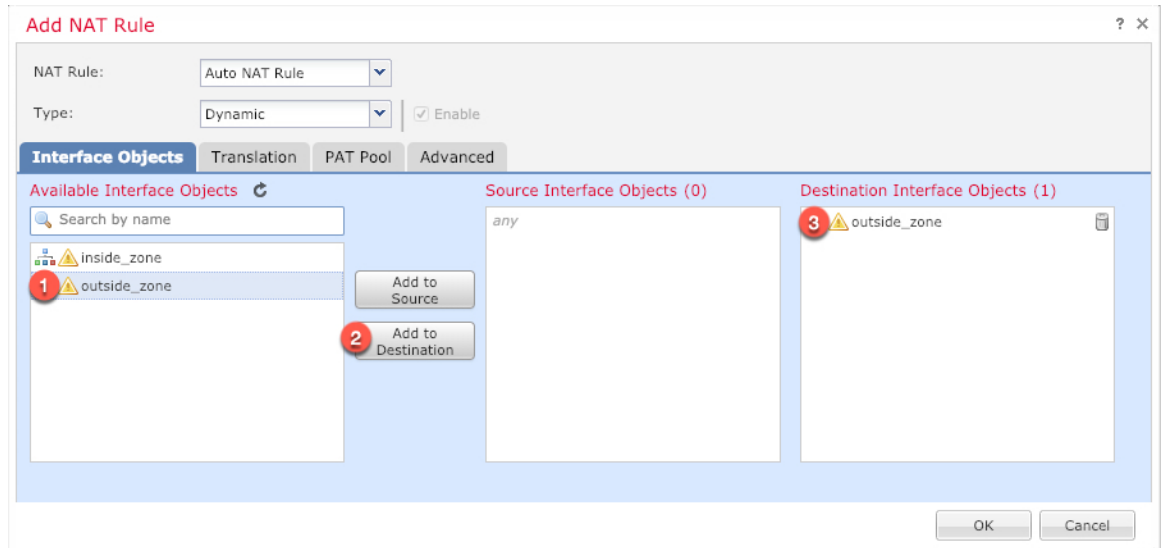 Add NAT Rule
? ×
NAT Rule:
Auto NAT Rule
Type:
Dynamic
Enable
Interface Objects
Translation
PAT Pool
Advanced
Available Interface Objects
Search by name
inside_zone
1
outside_zone
Add to
Source
2
Add to
Destination
Source Interface Objects (0)
any
Destination Interface Objects (1)
3
outside_zone
OK
Cancel